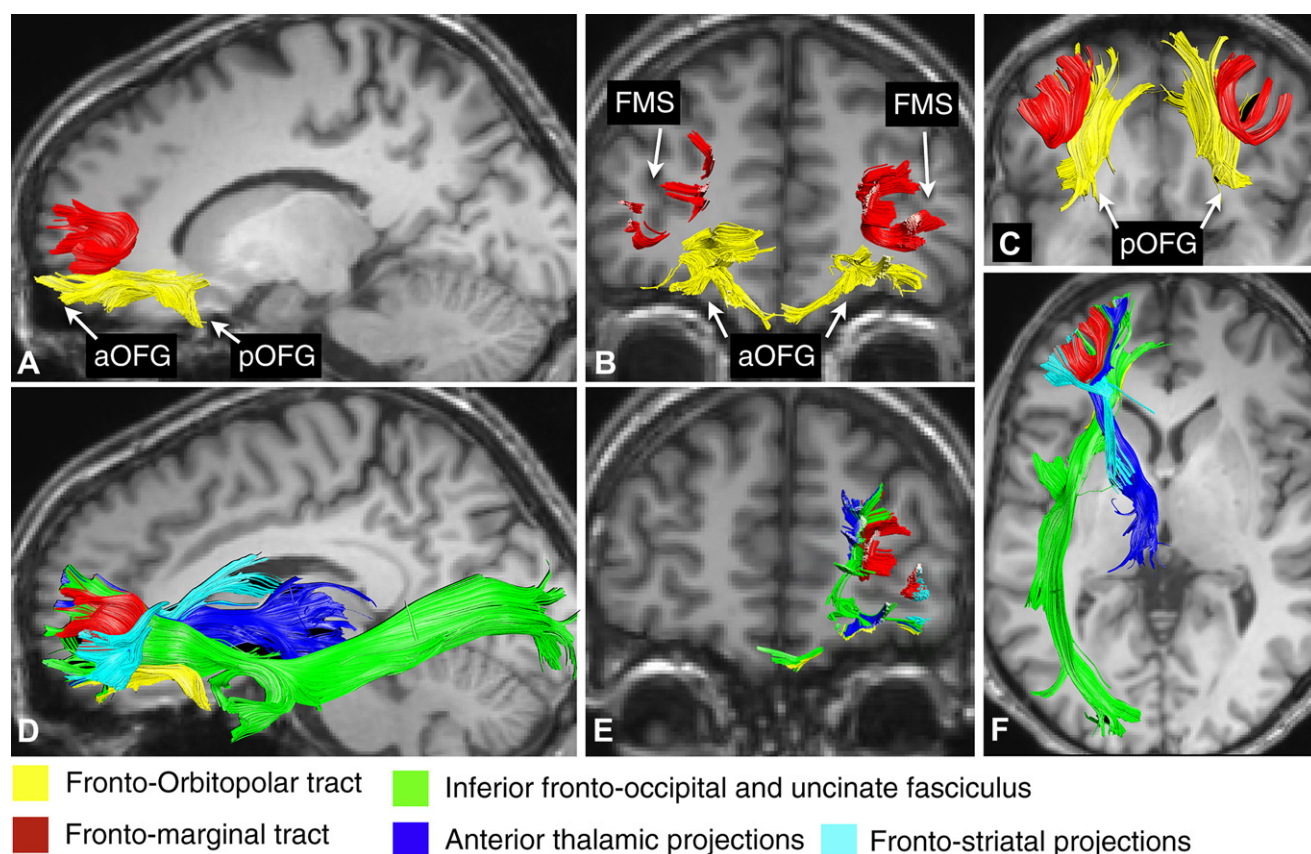 FMS
FMS
aOFG
pOFG
A
aOFG
B
C
pOFG
D
E
F
Fronto-Orbitopolar tract
Inferior fronto-occipital and uncinate fasciculus
Fronto-marginal tract
Anterior thalamic projections
Fronto-striatal projections